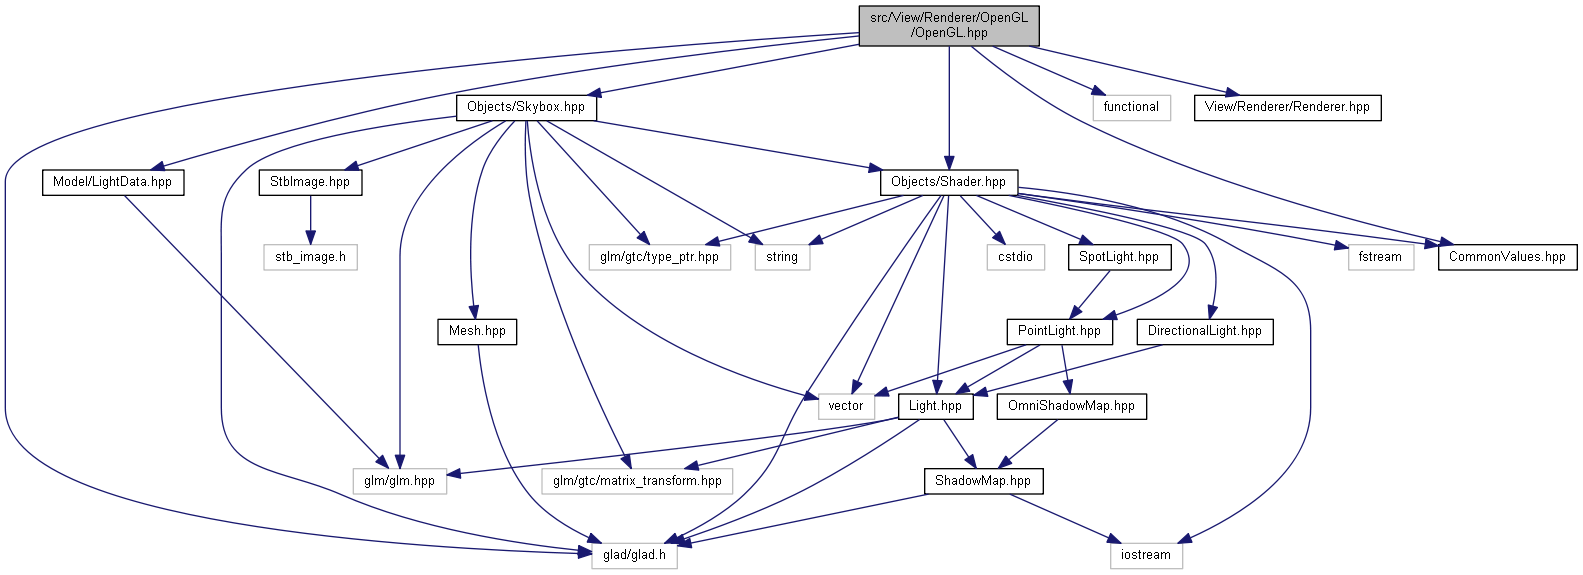 src/View/Renderer/OpenGL
/OpenGL.hpp
Objects/Skybox.hpp
functional
View/Renderer/Renderer.hpp
Model/LightData.hpp
StbImage.hpp
Objects/Shader.hpp
stb_image.h
glm/gtc/type_ptr.hpp
string
cstdio
SpotLight.hpp
fstream
CommonValues.hpp
Mesh.hpp
PointLight.hpp
DirectionalLight.hpp
vector
Light.hpp
OmniShadowMap.hpp
glm/glm.hpp
glm/gtc/matrix_transform.hpp
ShadowMap.hpp
glad/glad.h
iostream